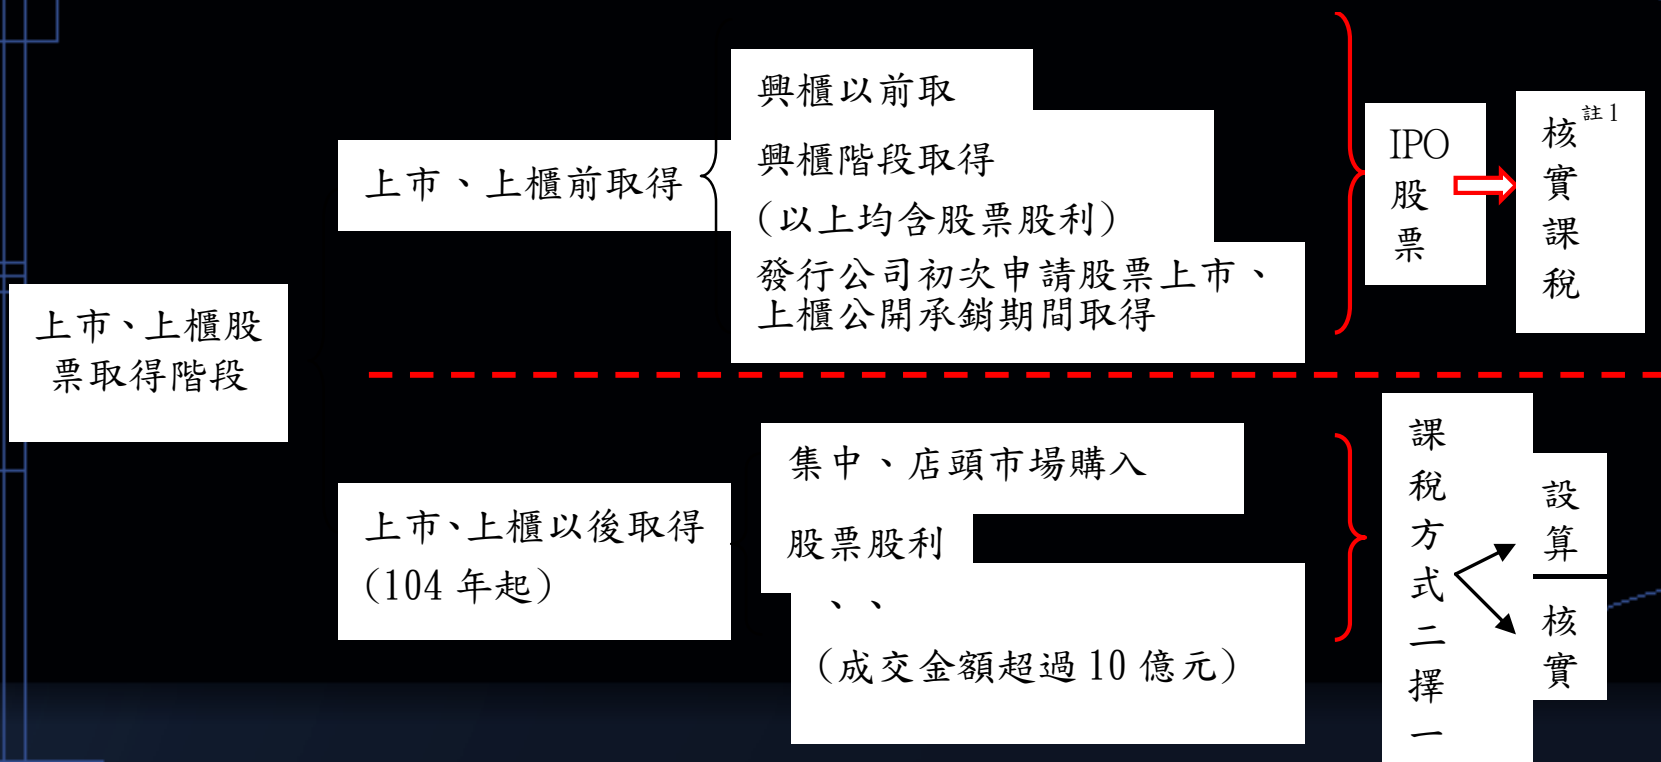 上市、上櫃股
票取得階段
上市、上櫃前取得
興櫃以前取
興櫃階段取得
(以上均含股票股利)
發行公司初次申請股票上市、
上櫃公開承銷期間取得
IPO
股
票
核註1
實
課
稅
上市、上櫃以後取得
(104 年起)
集中、店頭市場購入
股票股利
、、
(成交金額超過 10 億元)
課
稅
方
式
二
擇
一
設
算
核
實